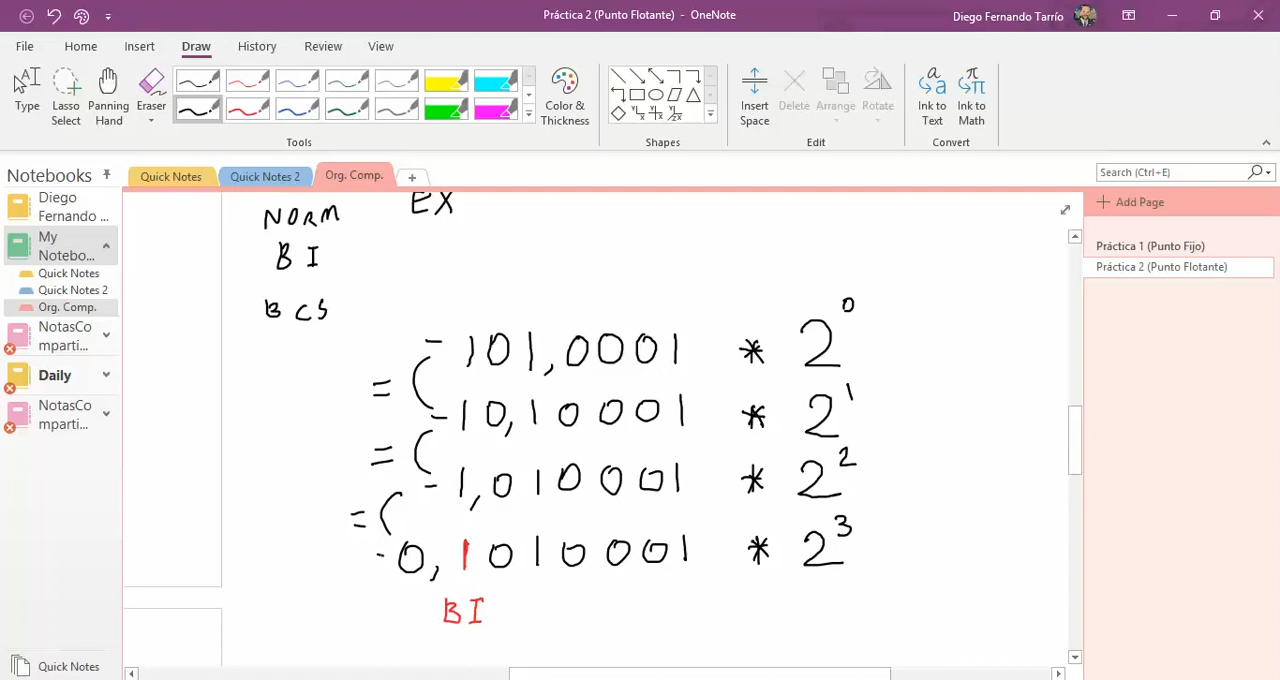 Práctica 2 (Punto Flotante) - OneNote
Diego Fernando Tarrío
File Home Insert Draw History Review View
Type
Lasso Select
Panning Hand
Eraser
Color & Thickness
Insert Space
Delete
Arrange
Rotate
Ink to Text
Ink to Math
Tools
Shapes
Edit
Convert
Notebooks
Quick Notes
Quick Notes 2
Org. Comp.
Search (Ctrl+E)
Add Page
Práctica 1 (Punto Fijo)
Práctica 2 (Punto Flotante)
Diego
Fernando ...
My
Notebo...
Quick Notes
Quick Notes 2
Org. Comp.
NotasCo
mpartir...
Daily
NotasCo
mpartir...
Quick Notes
NORM EX
BI
BCS
-101,0001 * 2^0
= -10,10001 * 2^1
= -1,010001 * 2^2
= -0,1010001 * 2^3
BI